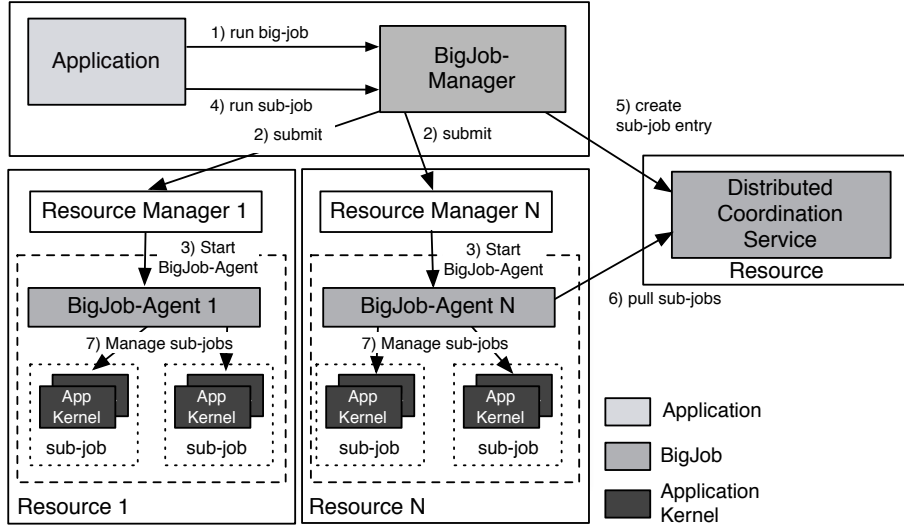 Application
1) run big-job
4) run sub-job
BigJob-
Manager
2) submit
2) submit
5) create
sub-job entry
Resource Manager 1
3) Start
BigJob-Agent
BigJob-Agent 1
7) Manage sub-jobs
App
Kernel
sub-job
App
Kernel
sub-job
Resource 1
Resource Manager N
3) Start
BigJob-Agent
BigJob-Agent N
7) Manage sub-jobs
App
Kernel
sub-job
App
Kernel
sub-job
Resource N
Distributed
Coordination
Service
Resource
6) pull sub-jobs
Application
BigJob
Application
Kernel